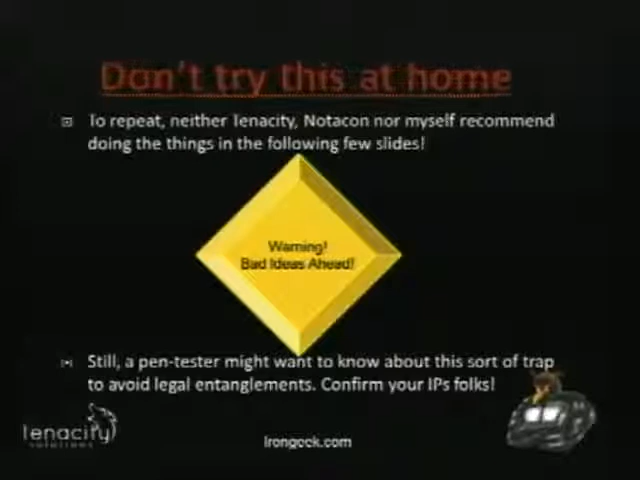 Don't try this at home
To repeat, neither Tenacity, Notacon nor myself recommend
doing the things in the following few slides!
Warning!
Bad Ideas Ahead!
Still, a pen-tester might want to know about this sort of trap
to avoid legal entanglements. Confirm your IPs folks!
Tenacity
SOLUTIONS
Irongeek.com